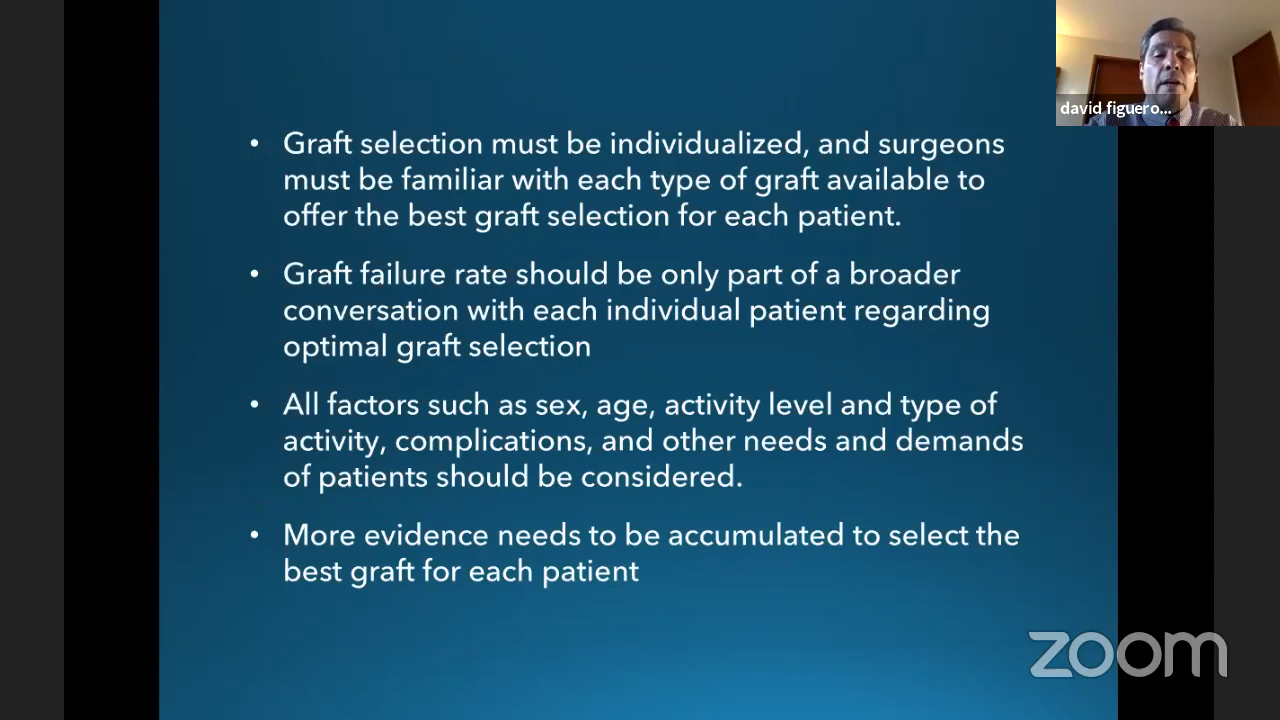 david figuero...
• Graft selection must be individualized, and surgeons
must be familiar with each type of graft available to
offer the best graft selection for each patient.
• Graft failure rate should be only part of a broader
conversation with each individual patient regarding
optimal graft selection
• All factors such as sex, age, activity level and type of
activity, complications, and other needs and demands
of patients should be considered.
• More evidence needs to be accumulated to select the
best graft for each patient
zoom